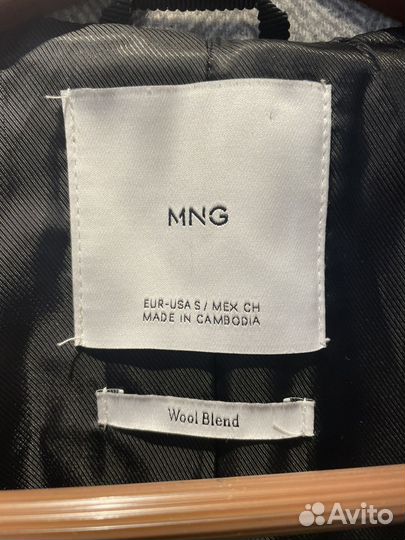 MNG
EUR-USA S / MEX CH
MADE IN CAMBODIA
Wool Blend
Avito